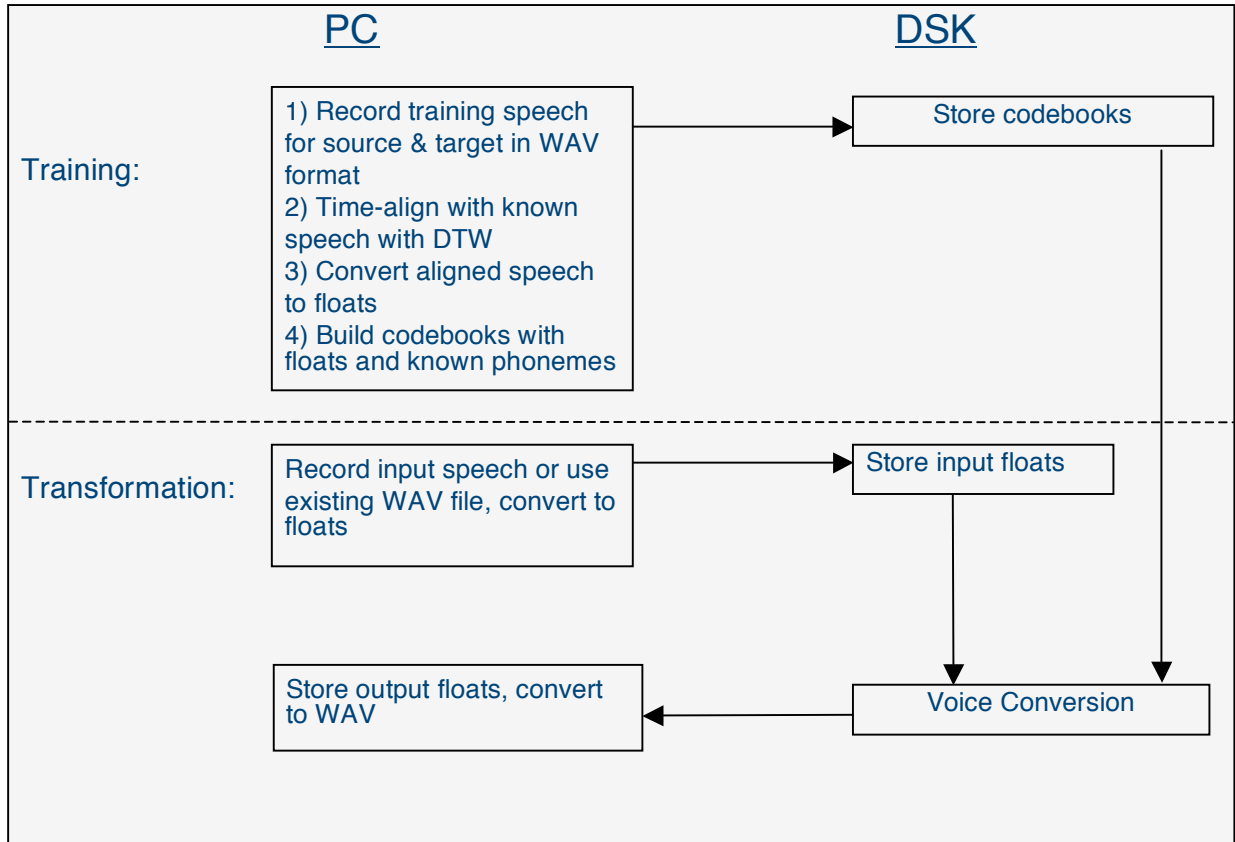 PC
DSK
Training:
1) Record training speech
for source & target in WAV
format
2) Time-align with known
speech with DTW
3) Convert aligned speech
to floats
4) Build codebooks with
floats and known phonemes
Store codebooks
Transformation:
Record input speech or use
existing WAV file, convert to
floats
Store input floats
Store output floats, convert
to WAV
Voice Conversion